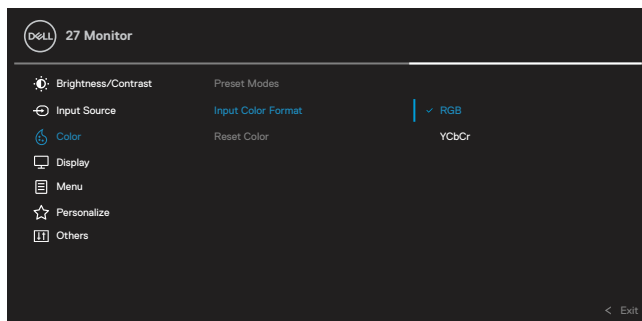 DELL 27 Monitor
Brightness/Contrast Preset Modes
Input Source Input Color Format RGB
Color Reset Color YCbCr
Display
Menu
Personalize
Others
< Exit